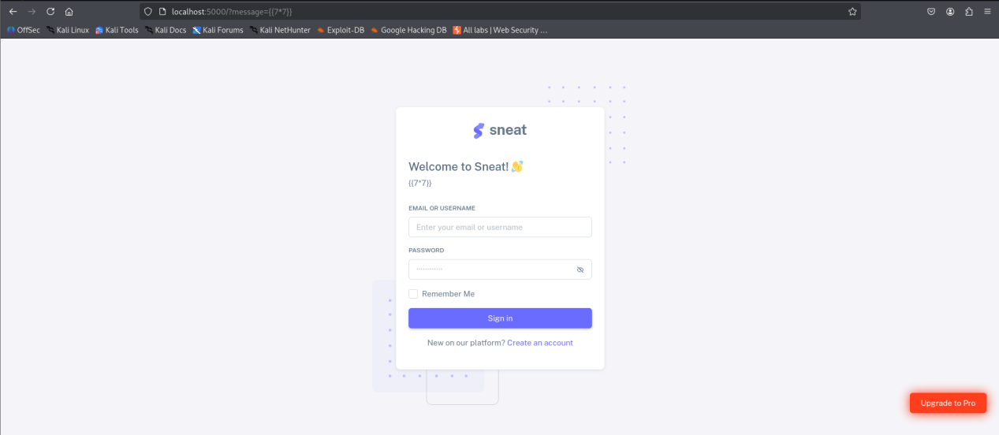 localhost:5000/?message={{7*7}}
OffSec Kali Linux Kali Tools Kali Docs Kali Forums Kali NetHunter Exploit-DB Google Hacking DB All labs | Web Security ...
sneat
Welcome to Sneat! 👋
{{7*7}}
EMAIL OR USERNAME
Enter your email or username
PASSWORD
············
Remember Me
Sign in
New on our platform? Create an account
Upgrade to Pro